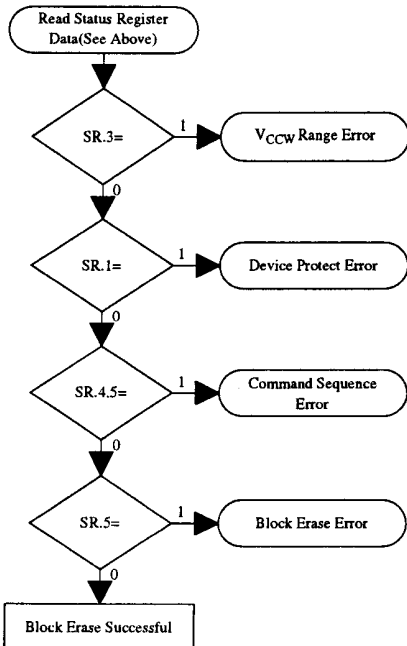 Read Status Register
Data(See Above)
SR.3=
1
VCCW Range Error
0
SR.1=
1
Device Protect Error
0
SR.4.5=
1
Command Sequence
Error
0
SR.5=
1
Block Erase Error
0
Block Erase Successful